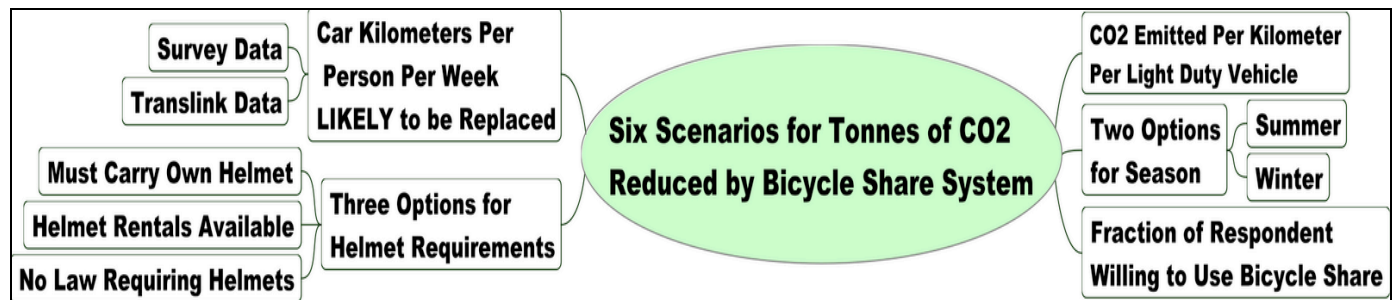 Survey Data
Translink Data
Car Kilometers Per
Person Per Week
LIKELY to be Replaced
Must Carry Own Helmet
Helmet Rentals Available
No Law Requiring Helmets
Three Options for
Helmet Requirements
Six Scenarios for Tonnes of CO2
Reduced by Bicycle Share System
CO2 Emitted Per Kilometer
Per Light Duty Vehicle
Two Options
for Season
Summer
Winter
Fraction of Respondent
Willing to Use Bicycle Share